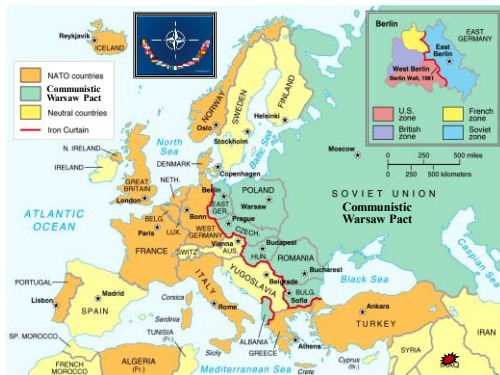 Reykjavik
ICELAND
NATO countries
Communistic
Warsaw Pact
Neutral countries
Iron Curtain
Berlin
EAST
GERMANY
East
Berlin
West Berlin
Berlin Wall, 1961
U.S.
zone
French
zone
British
zone
Soviet
zone
0 250 500 miles
0 250 500 kilometers
NORWAY
SWEDEN
FINLAND
Oslo
Helsinki
Stockholm
North
Sea
Baltic Sea
N. IRELAND
IRELAND
DENMARK
Copenhagen
Moscow
GREAT
BRITAIN
London
NETH.
Berlin
EAST
GER.
POLAND
Warsaw
SOVIET UNION
Communistic
Warsaw Pact
ATLANTIC
OCEAN
BELG.
Bonn
Prague
CZECH.
Paris
LUX.
WEST
GERMANY
Vienna
AUS.
Budapest
HUN.
FRANCE
SWITZ.
ROMANIA
Bucharest
YUGOSLAVIA
Belgrade
BULG.
Sofia
Black Sea
Caspian Sea
PORTUGAL
Lisbon
Madrid
SPAIN
Corsica
Sardinia
ITALY
Rome
Ankara
TURKEY
ALBANIA
GREECE
Athens
SP. MOROCCO
FRENCH
MOROCCO
ALGERIA
(Fr.)
TUNISIA
(Fr.)
Sicily
Crete
Cyprus
(Br.)
Mediterranean Sea
SYRIA
IRAQ
IRAN